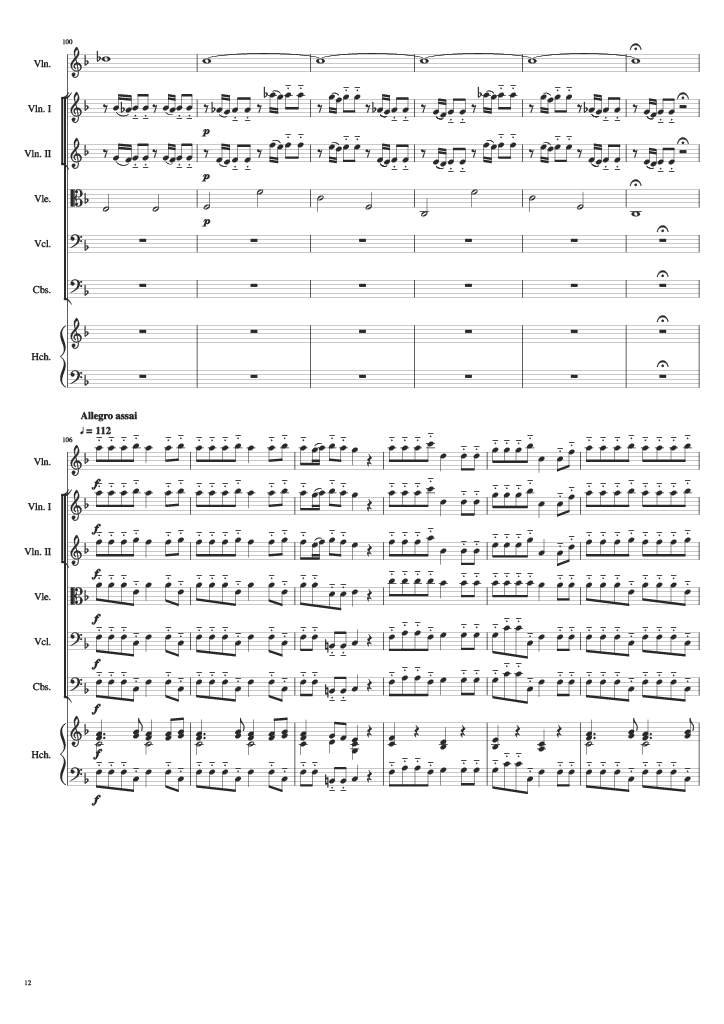 100
Vln.
Vln. I
p
Vln. II
p
Vle.
p
Vcl.
Cbs.
Hch.
Allegro assai
♩ = 112
106
Vln.
f
Vln. I
f
Vln. II
f
Vle.
f
Vcl.
f
Cbs.
f
Hch.
f
f
12